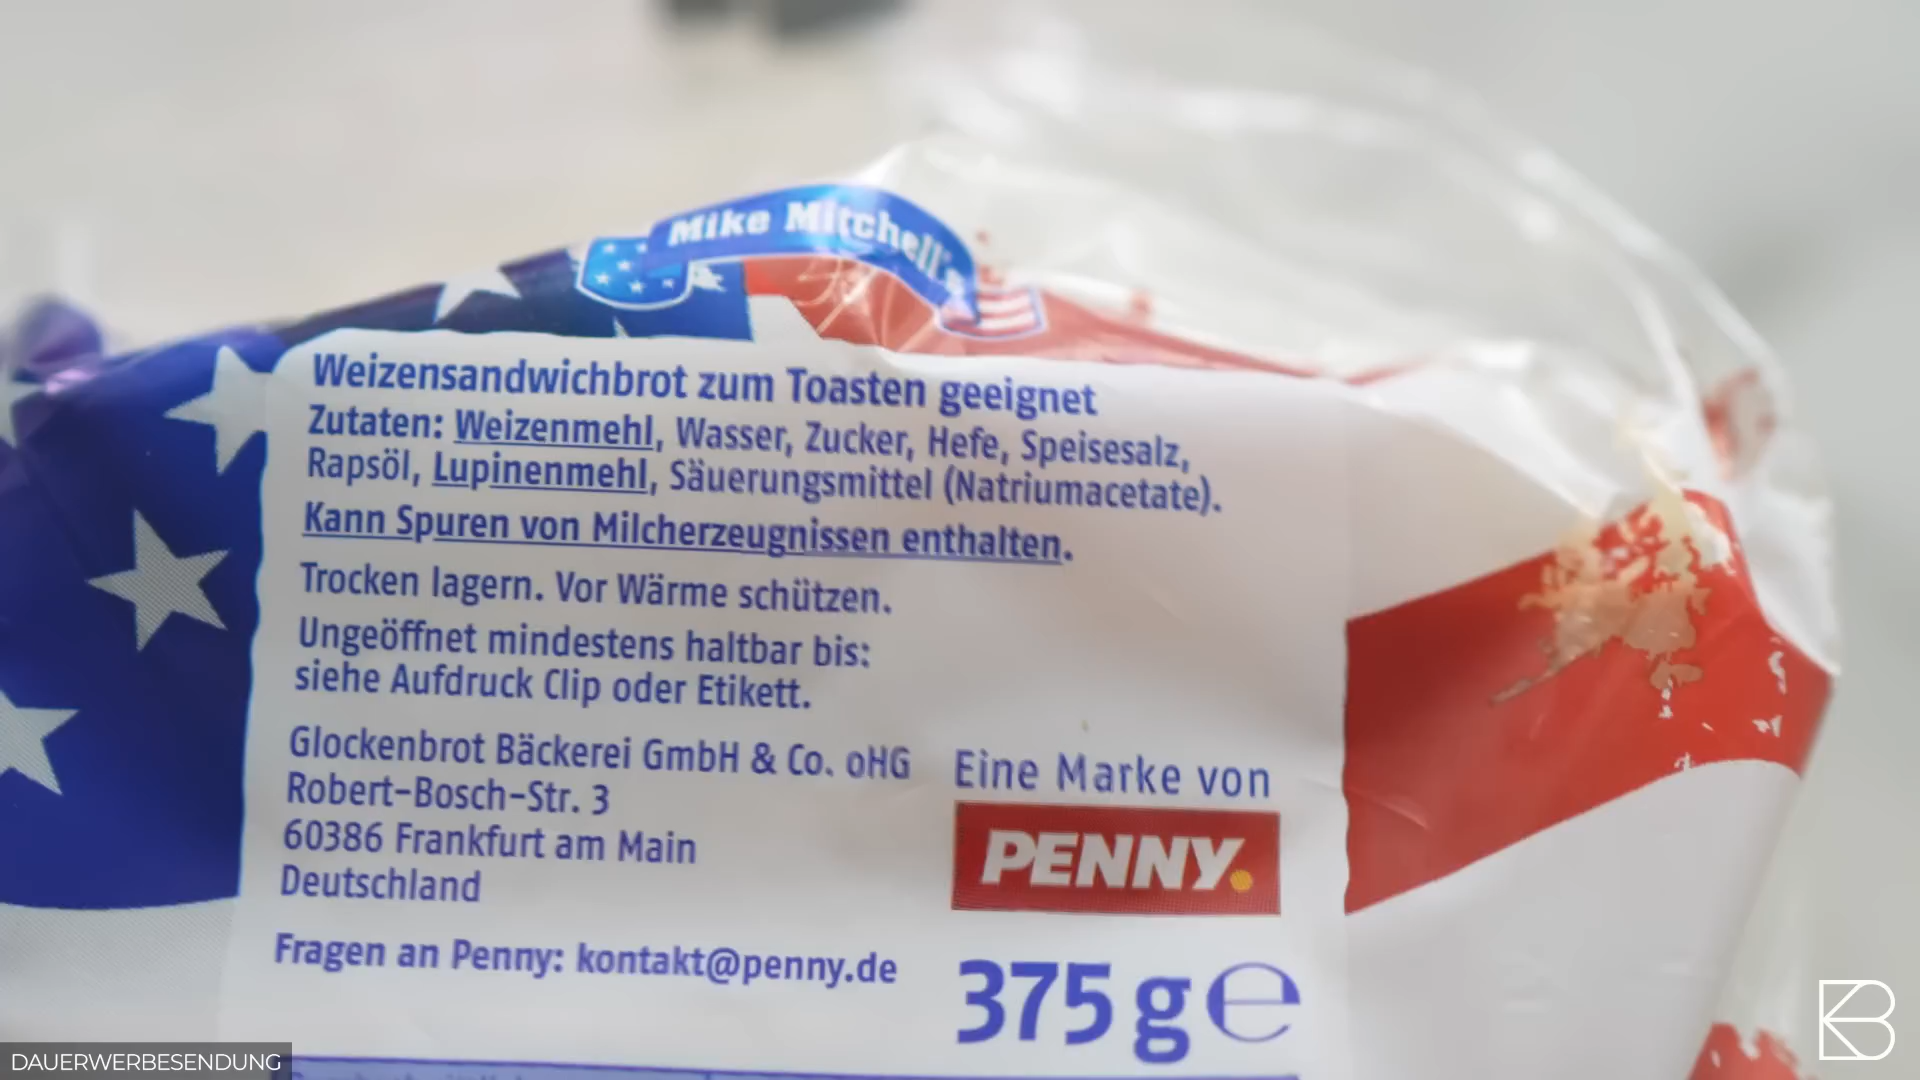 Mike Mitchell's
Weizensandwichbrot zum Toasten geeignet
Zutaten: Weizenmehl, Wasser, Zucker, Hefe, Speisesalz,
Rapsöl, Lupinenmehl, Säuerungsmittel (Natriumacetate).
Kann Spuren von Milcherzeugnissen enthalten.
Trocken lagern. Vor Wärme schützen.
Ungeöffnet mindestens haltbar bis:
siehe Aufdruck Clip oder Etikett.
Glockenbrot Bäckerei GmbH & Co. oHG
Robert-Bosch-Str. 3
60386 Frankfurt am Main
Deutschland
Eine Marke von
PENNY.
Fragen an Penny: kontakt@penny.de
375 g ℮
DAUERWERBESENDUNG
KB